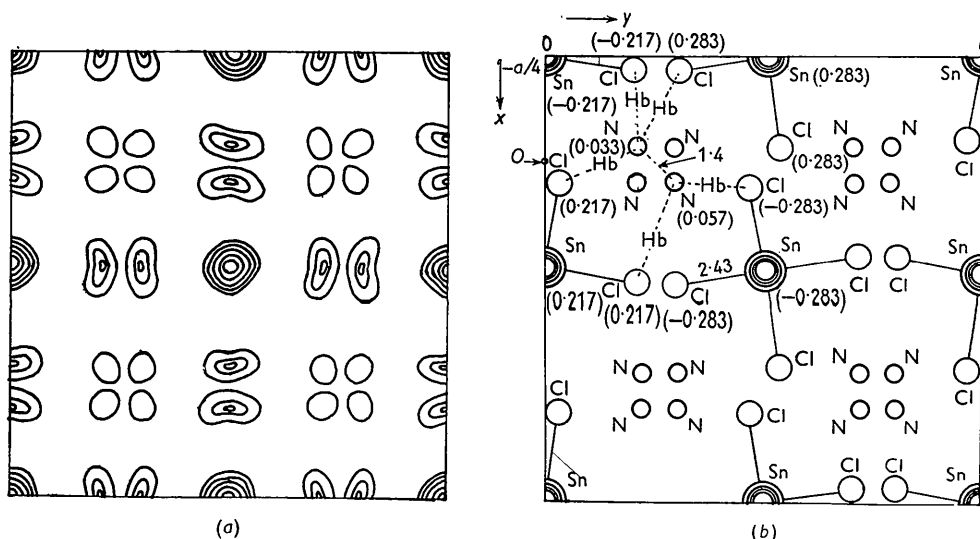 y
0
(-0·217) (0·283)
-a/4
x
Sn Cl Cl Sn (0·283) Sn
(-0·217) Hb Hb
N N Cl N N Cl
(0·033) 1·4 (0·283)
O Cl Hb
Hb Cl
(0·217) N N (0·057) (-0·283) N N
Sn Hb Sn Sn
2·43
Cl Cl Cl Cl
(0·217) (0·217) (-0·283) (-0·283)
N N Cl N N Cl
Cl Cl
N N N N
Sn Sn Cl Cl Sn
(a) (b)